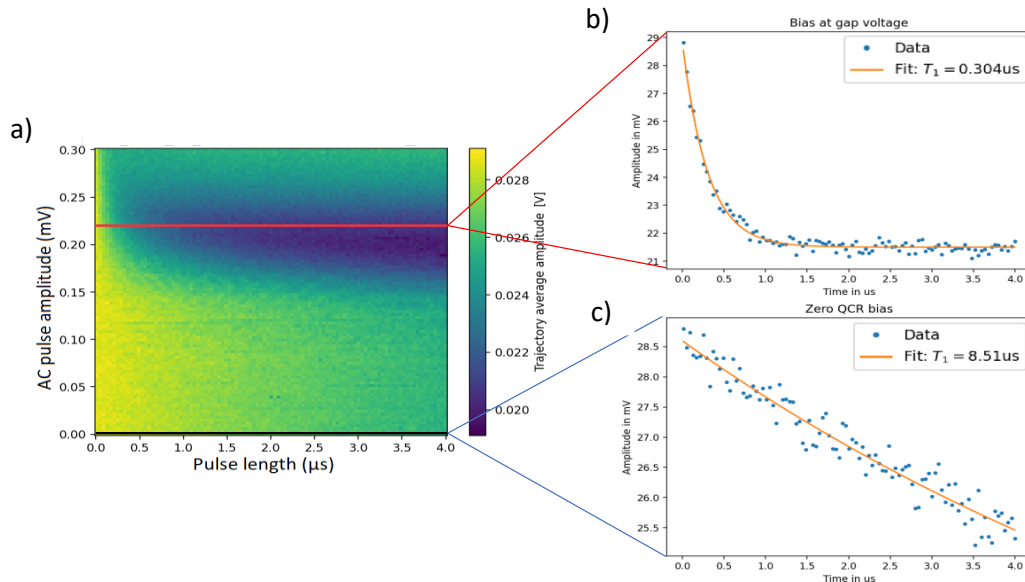 a)
AC pulse amplitude (mV)
0.30
0.25
0.20
0.15
0.10
0.05
0.00
0.0 0.5 1.0 1.5 2.0 2.5 3.0 3.5 4.0
Pulse length (µs)
0.028
0.026
0.024
0.022
0.020
Trajectory average amplitude [V]
b)
Bias at gap voltage
Data
Fit: T₁ = 0.304us
Amplitude in mV
29
28
27
26
25
24
23
22
21
0.0 0.5 1.0 1.5 2.0 2.5 3.0 3.5 4.0
Time in us
c)
Zero QCR bias
Data
Fit: T₁ = 8.51us
Amplitude in mV
28.5
28.0
27.5
27.0
26.5
26.0
25.5
0.0 0.5 1.0 1.5 2.0 2.5 3.0 3.5 4.0
Time in us